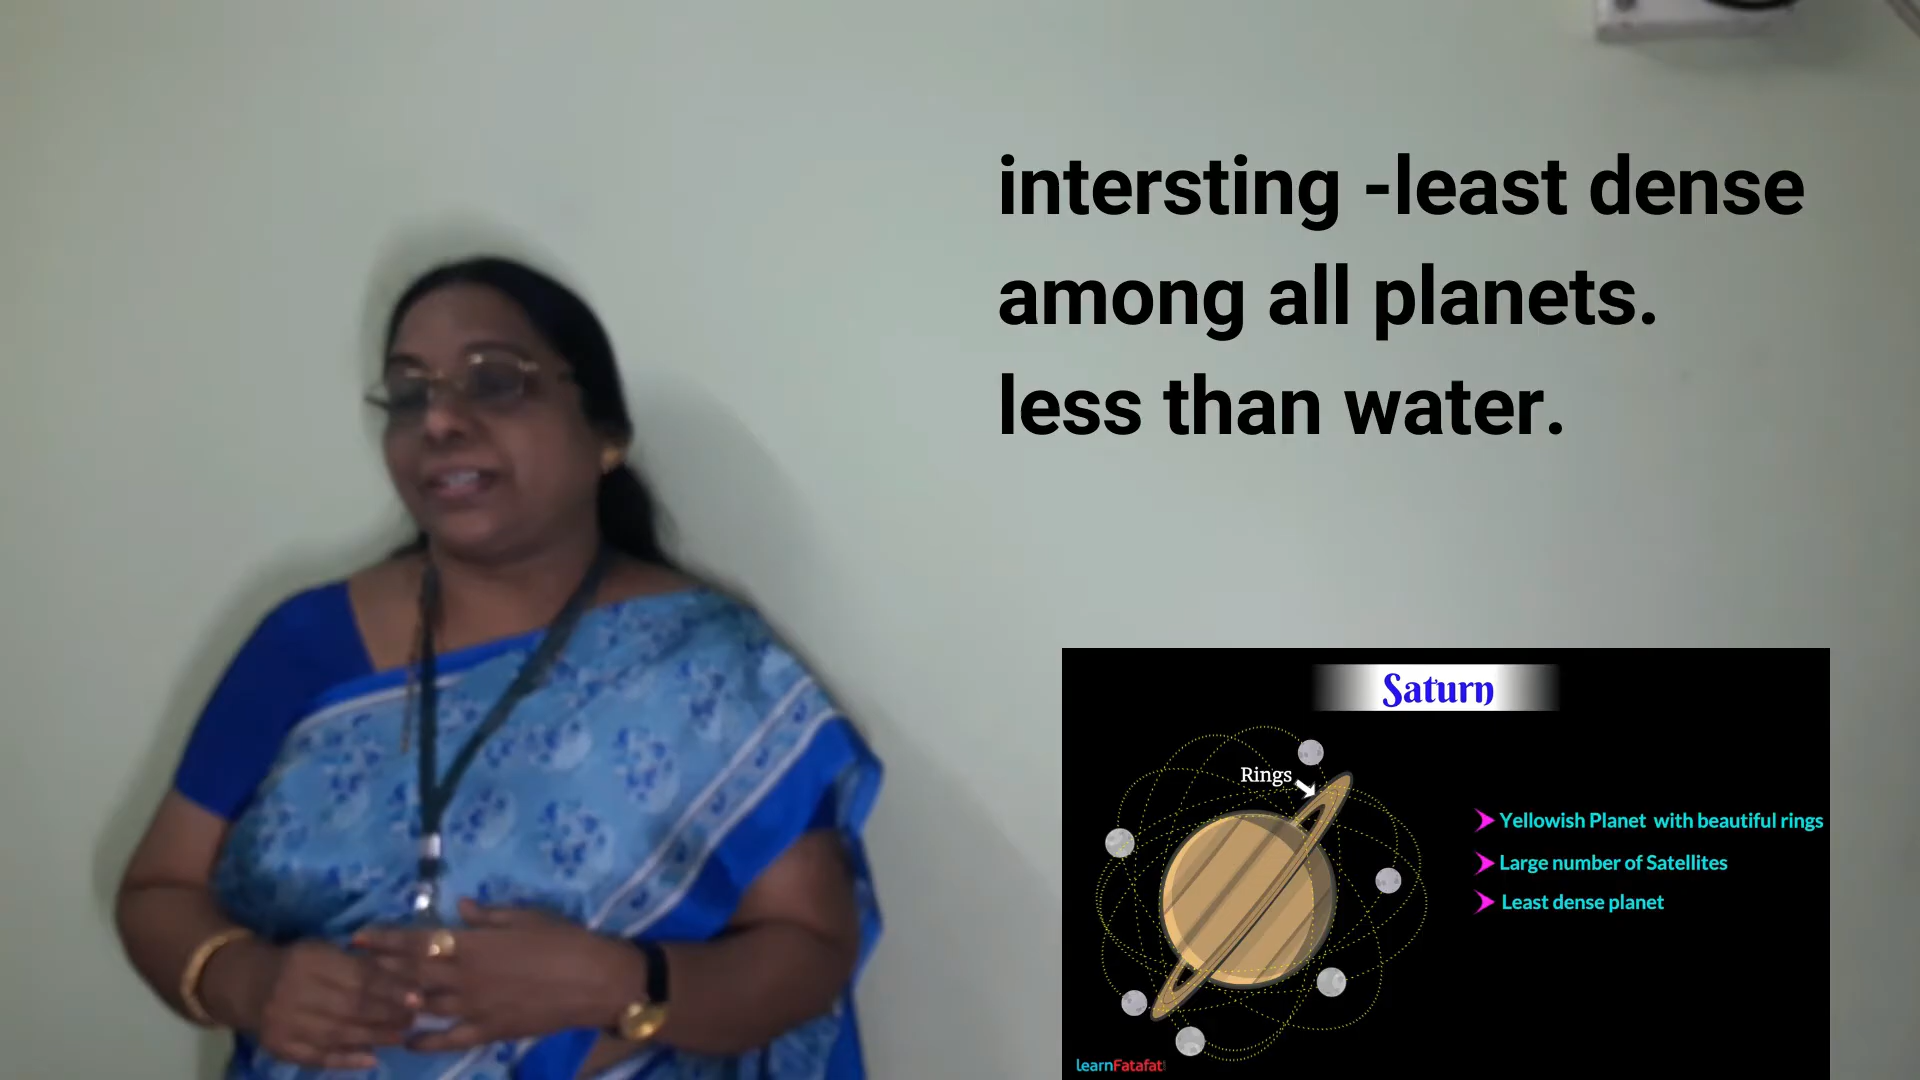 intersting -least dense
among all planets.
less than water.
Saturn
Rings
Yellowish Planet with beautiful rings
Large number of Satellites
Least dense planet
learnFatafat